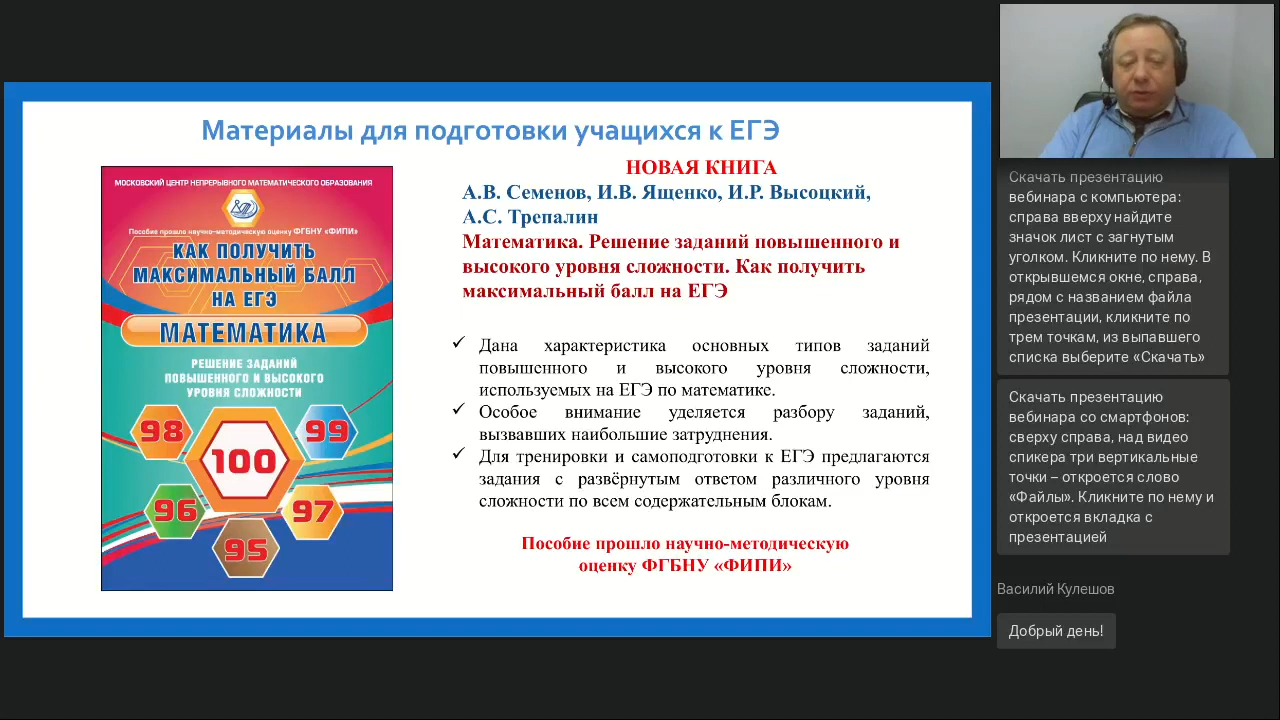 Материалы для подготовки учащихся к ЕГЭ
МОСКОВСКИЙ ЦЕНТР НЕПРЕРЫВНОГО МАТЕМАТИЧЕСКОГО ОБРАЗОВАНИЯ
Пособие прошло научно-методическую оценку ФГБНУ «ФИПИ»
КАК ПОЛУЧИТЬ
МАКСИМАЛЬНЫЙ БАЛЛ
НА ЕГЭ
МАТЕМАТИКА
РЕШЕНИЕ ЗАДАНИЙ
ПОВЫШЕННОГО И ВЫСОКОГО
УРОВНЯ СЛОЖНОСТИ
98
99
100
96
97
95
НОВАЯ КНИГА
А.В. Семенов, И.В. Ященко, И.Р. Высоцкий,
А.С. Трепалин
Математика. Решение заданий повышенного и
высокого уровня сложности. Как получить
максимальный балл на ЕГЭ
Дана характеристика основных типов заданий
повышенного и высокого уровня сложности,
используемых на ЕГЭ по математике.
Особое внимание уделяется разбору заданий,
вызвавших наибольшие затруднения.
Для тренировки и самоподготовки к ЕГЭ предлагаются
задания с развёрнутым ответом различного уровня
сложности по всем содержательным блокам.
Пособие прошло научно-методическую
оценку ФГБНУ «ФИПИ»
Скачать презентацию
вебинара с компьютера:
справа вверху найдите
значок лист с загнутым
уголком. Кликните по нему. В
открывшемся окне, справа,
рядом с названием файла
презентации, кликните по
трем точкам, из выпавшего
списка выберите «Скачать»
Скачать презентацию
вебинара со смартфонов:
сверху справа, над видео
спикера три вертикальные
точки – откроется слово
«Файлы». Кликните по нему и
откроется вкладка с
презентацией
Василий Кулешов
Добрый день!